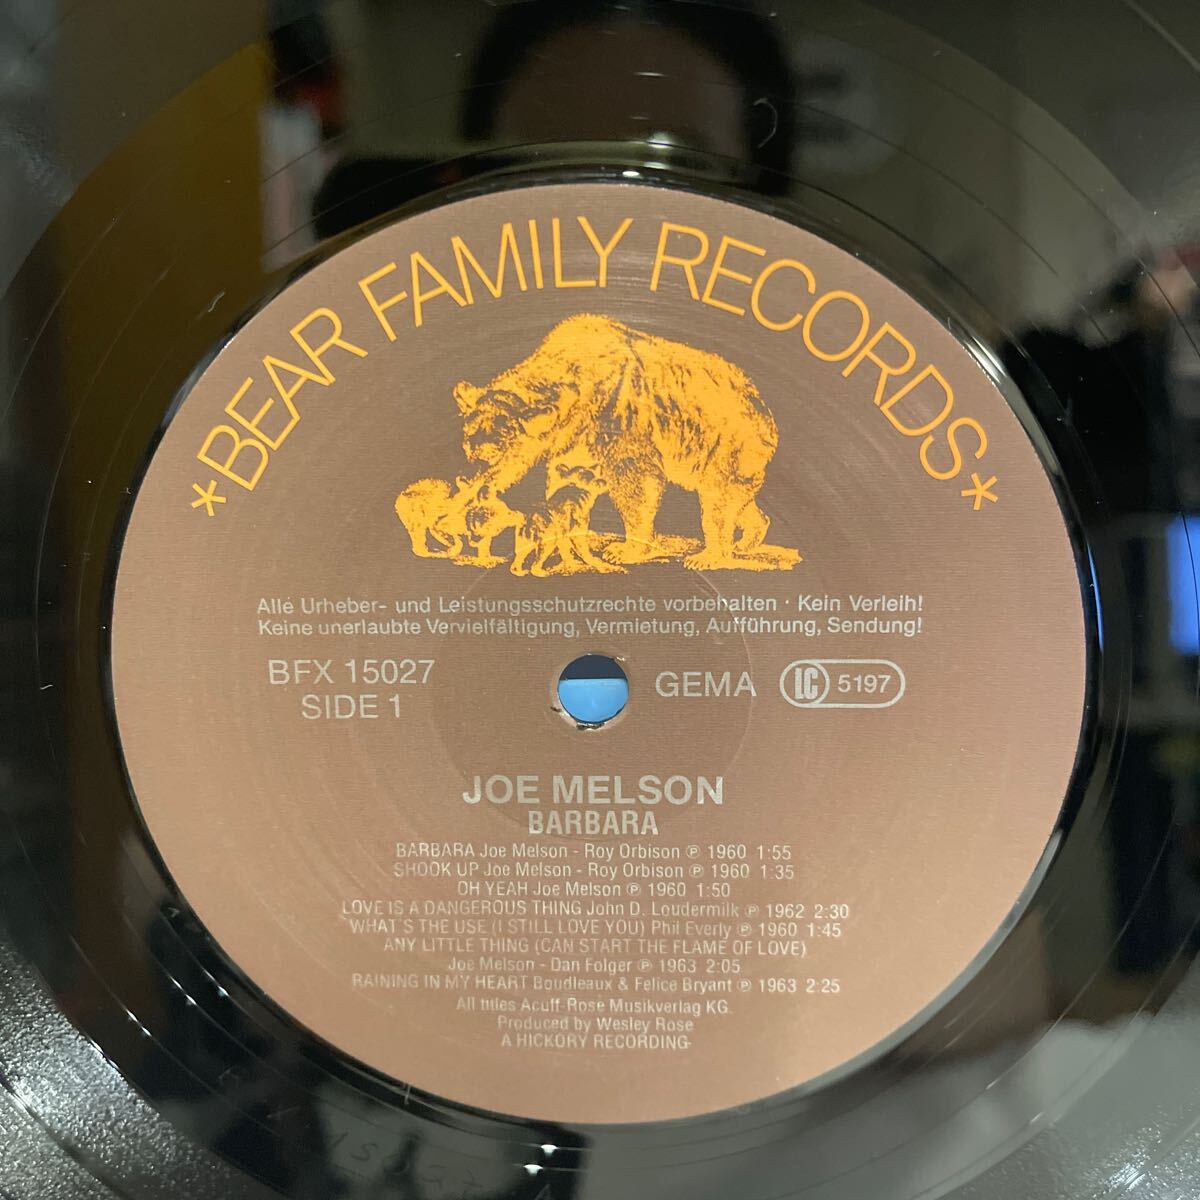 *BEAR FAMILY RECORDS*
Alle Urheber- und Leistungsschutzrechte vorbehalten · Kein Verleih!
Keine unerlaubte Vervielfältigung, Vermietung, Aufführung, Sendung!
BFX 15027
SIDE 1
GEMA
LC 5197
JOE MELSON
BARBARA
BARBARA Joe Melson - Roy Orbison ℗ 1960 1:55
SHOOK UP Joe Melson - Roy Orbison ℗ 1960 1:35
OH YEAH Joe Melson ℗ 1960 1:50
LOVE IS A DANGEROUS THING John D. Loudermilk ℗ 1962 2:30
WHAT'S THE USE (I STILL LOVE YOU) Phil Everly ℗ 1960 1:45
ANY LITTLE THING (CAN START THE FLAME OF LOVE)
Joe Melson - Dan Folger ℗ 1963 2:05
RAINING IN MY HEART Boudleaux & Felice Bryant ℗ 1963 2:25
All titles Acuff-Rose Musikverlag KG.
Produced by Wesley Rose
A HICKORY RECORDING